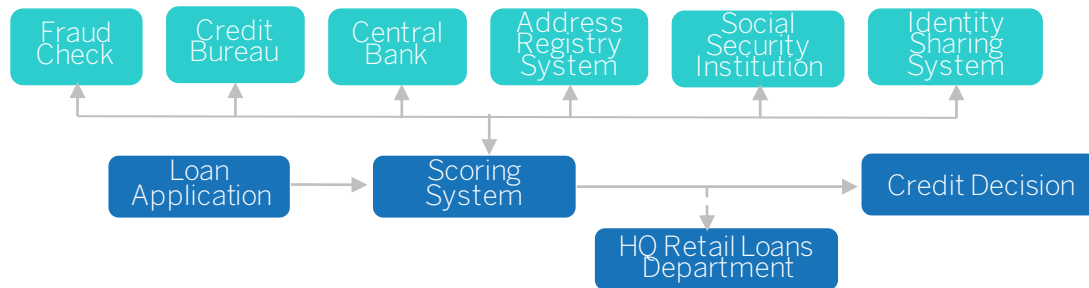 Fraud
Check
Credit
Bureau
Central
Bank
Address
Registry
System
Social
Security
Institution
Identity
Sharing
System
Loan
Application
Scoring
System
Credit Decision
HQ Retail Loans
Department